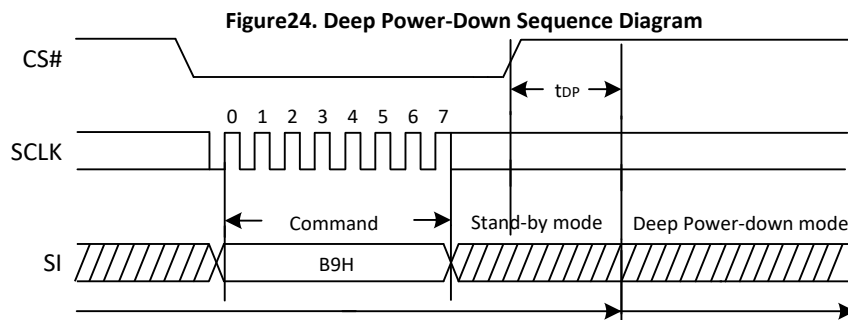 Figure24. Deep Power-Down Sequence Diagram
CS#
tDP
0 1 2 3 4 5 6 7
SCLK
Command Stand-by mode Deep Power-down mode
SI
B9H